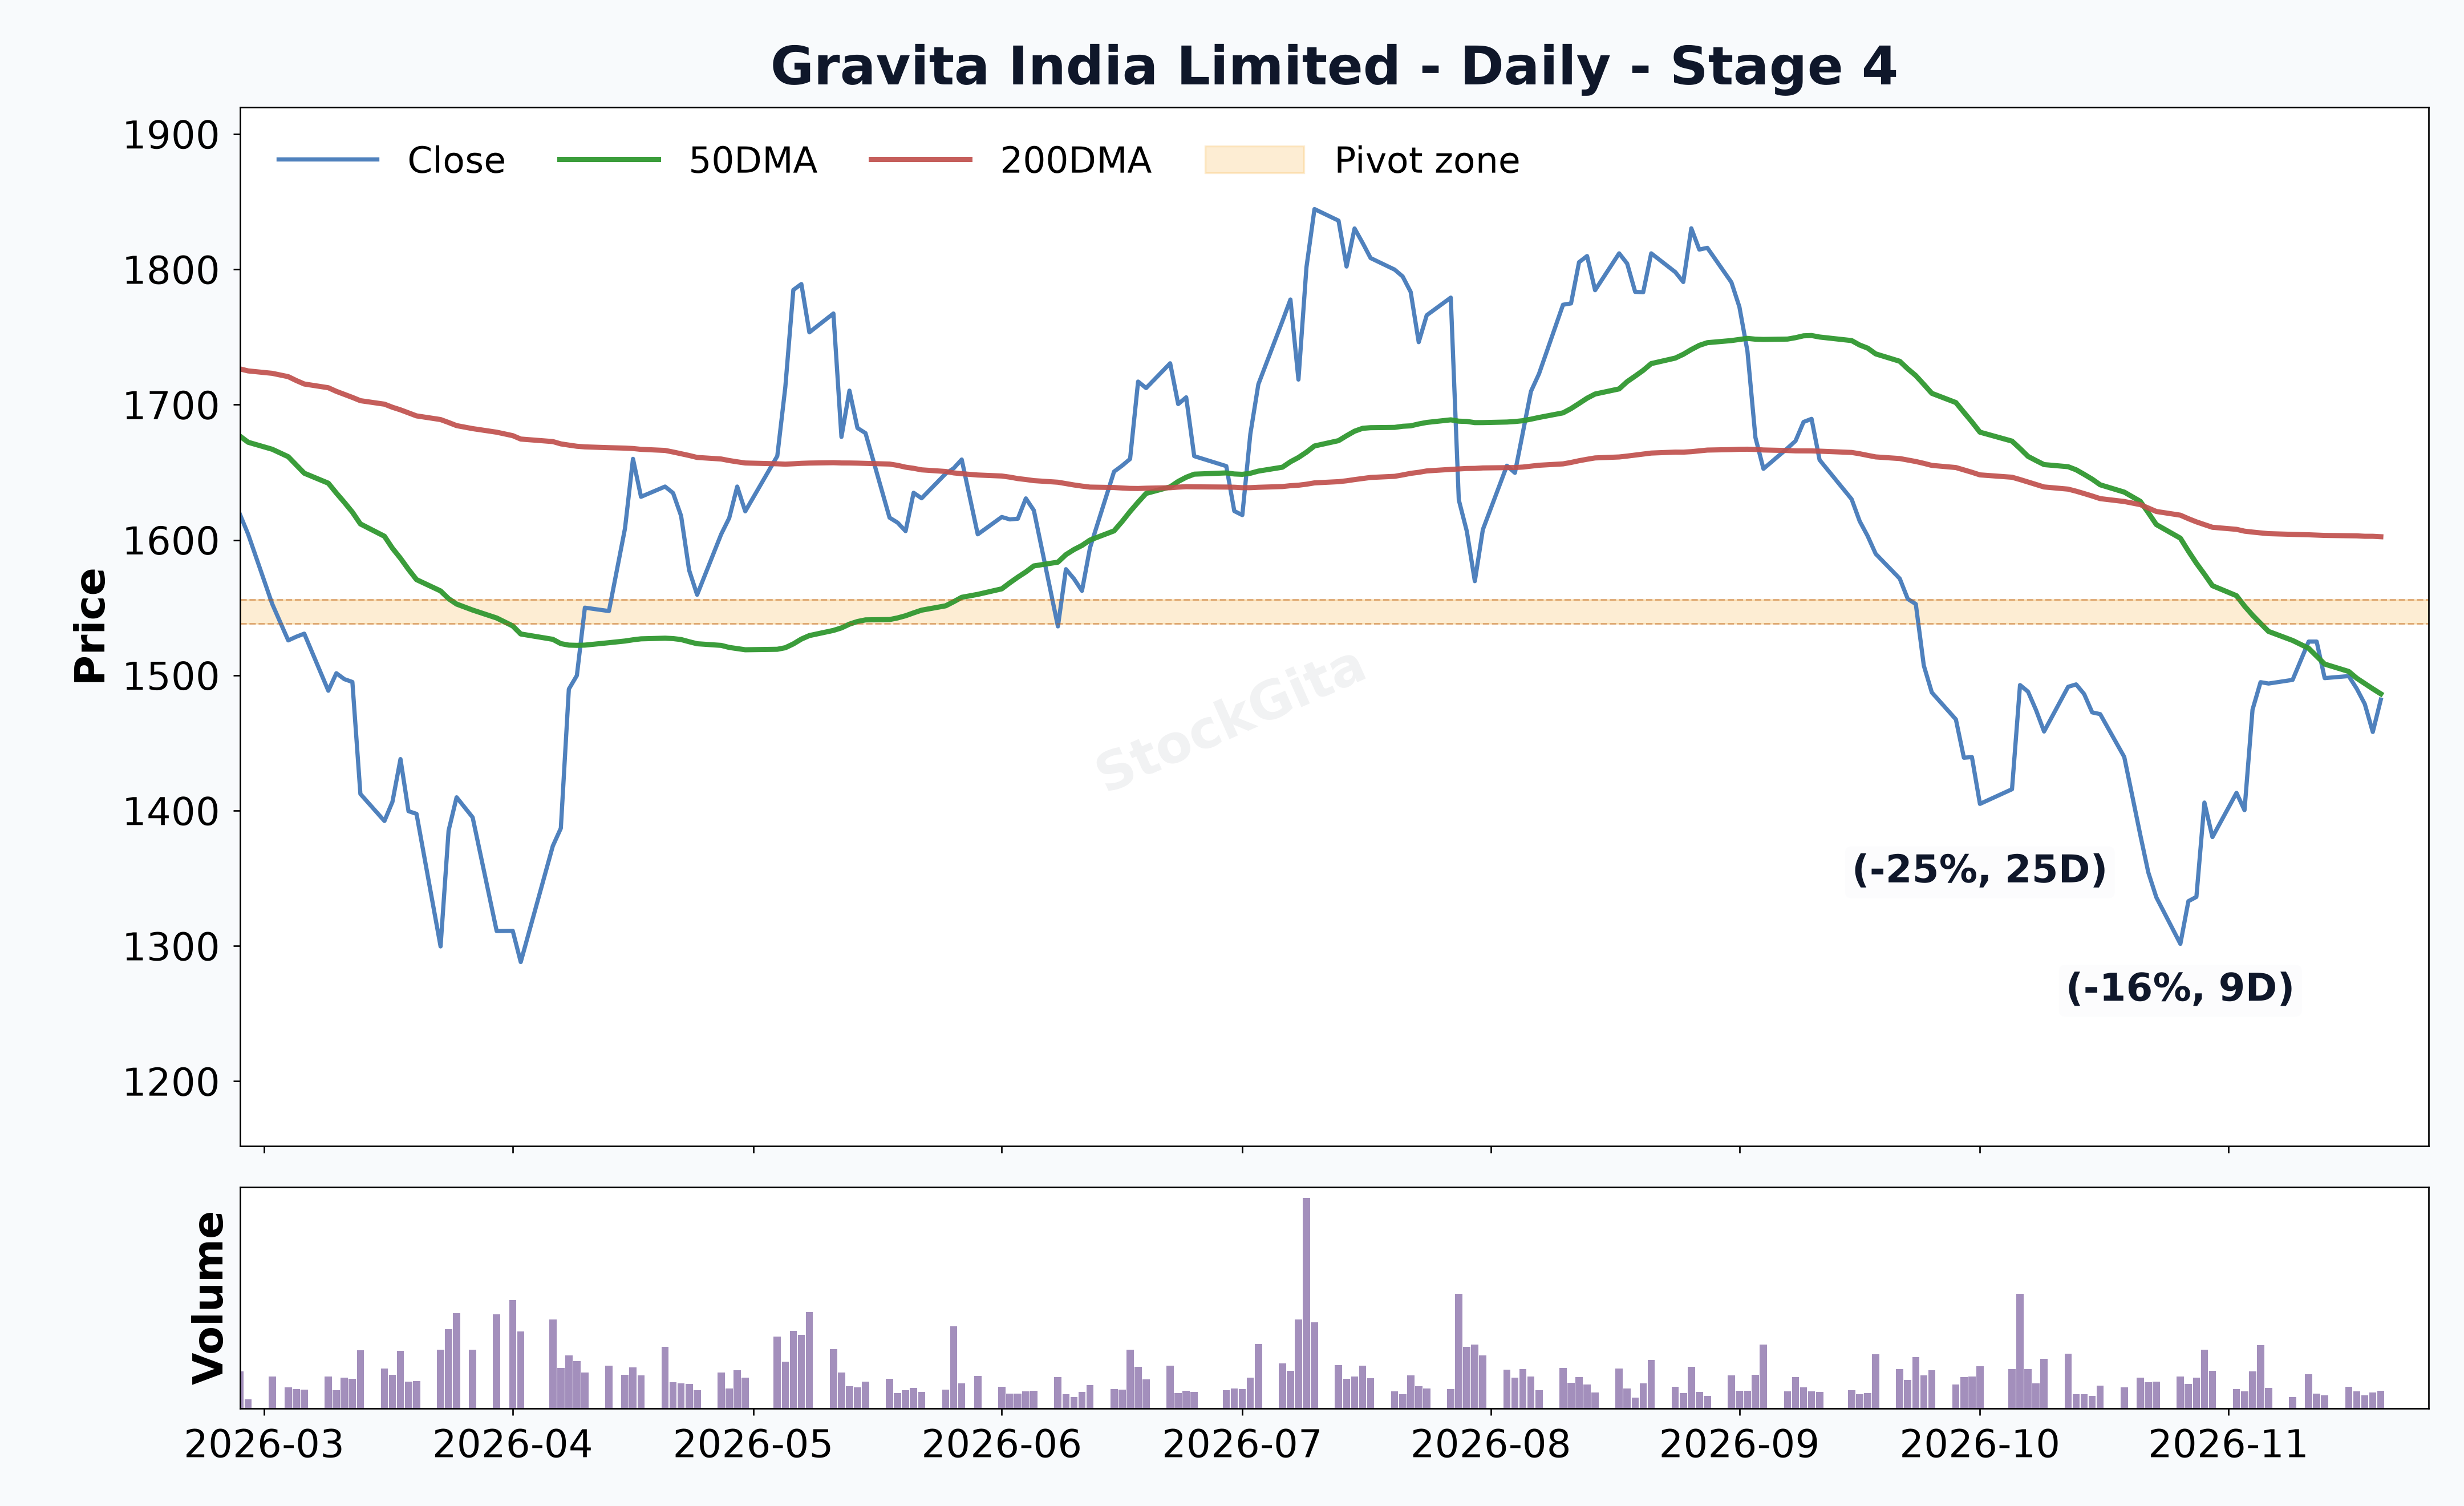 Gravita India Limited - Daily - Stage 4
Close 50DMA 200DMA Pivot zone
Price
1900
1800
1700
1600
1500
1400
1300
1200
StockGita
(-25%, 25D)
(-16%, 9D)
Volume
2026-03 2026-04 2026-05 2026-06 2026-07 2026-08 2026-09 2026-10 2026-11